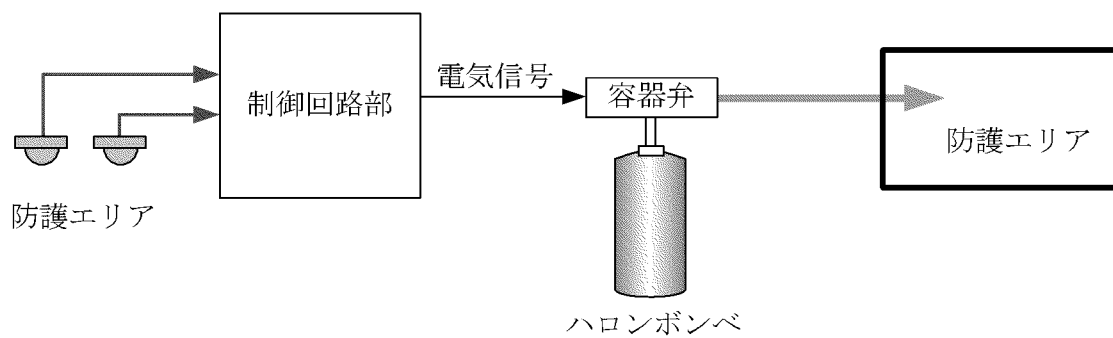 制御回路部
電気信号
容器弁
防護エリア
防護エリア
ハロンボンベ